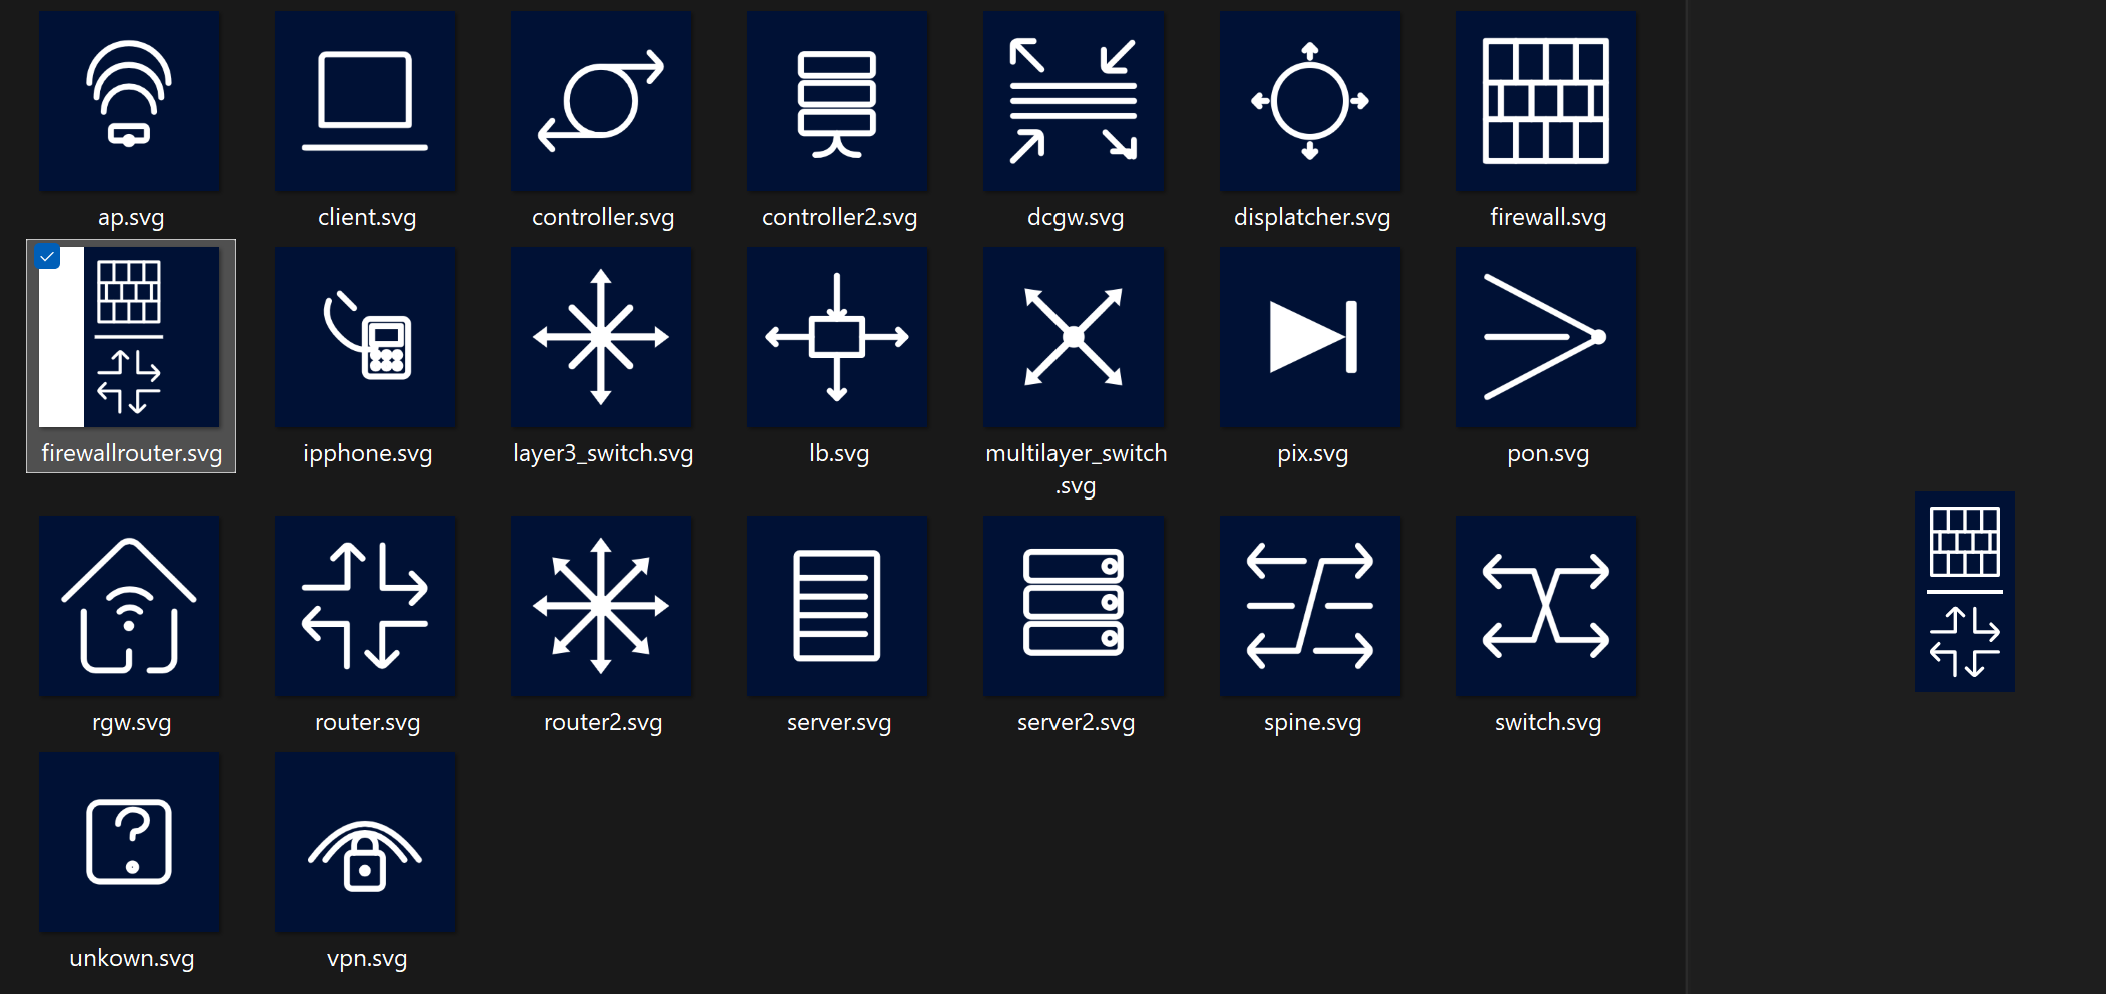 ap.svg
client.svg
controller.svg
controller2.svg
dcgw.svg
displatcher.svg
firewall.svg
firewallrouter.svg
ipphone.svg
layer3_switch.svg
lb.svg
multilayer_switch
.svg
pix.svg
pon.svg
rgw.svg
router.svg
router2.svg
server.svg
server2.svg
spine.svg
switch.svg
?
unkown.svg
vpn.svg